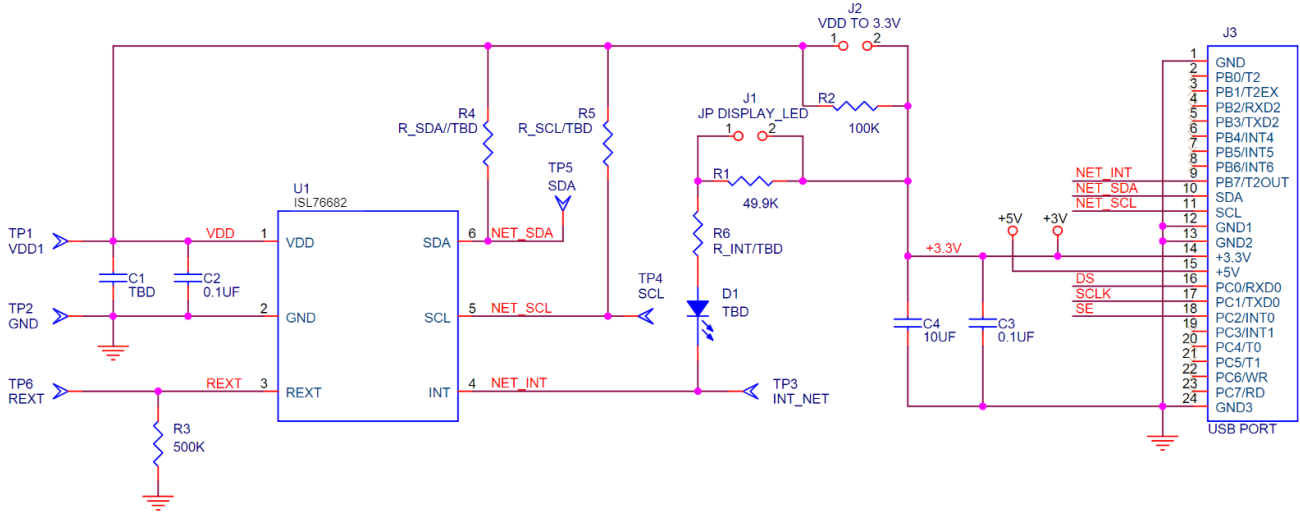 J2
VDD TO 3.3V
1 2
J3
R4
R_SDA//TBD
R5
R_SCL/TBD
J1
JP DISPLAY_LED
1 2
R2
100K
TP5
SDA
R1
49.9K
R6
R_INT/TBD
U1
ISL76682
TP1
VDD1
VDD
1
VDD
SDA
6
NET_SDA
C1
TBD
C2
0.1UF
TP2
GND
2
GND
SCL
5
NET_SCL
TP4
SCL
D1
TBD
TP6
REXT
REXT
3
REXT
INT
4
NET_INT
TP3
INT_NET
R3
500K
+3.3V
C4
10UF
C3
0.1UF
+5V
+3V
NET_INT
NET_SDA
NET_SCL
DS
SCLK
SE
1 GND
2 PB0/T2
3 PB1/T2EX
4 PB2/RXD2
5 PB3/TXD2
6 PB4/INT4
7 PB5/INT5
8 PB6/INT6
9 PB7/T2OUT
10 SDA
11 SCL
12 GND1
13 GND2
14 +3.3V
15 +5V
16 PC0/RXD0
17 PC1/TXD0
18 PC2/INT0
19 PC3/INT1
20 PC4/T0
21 PC5/T1
22 PC6/WR
23 PC7/RD
24 GND3
USB PORT